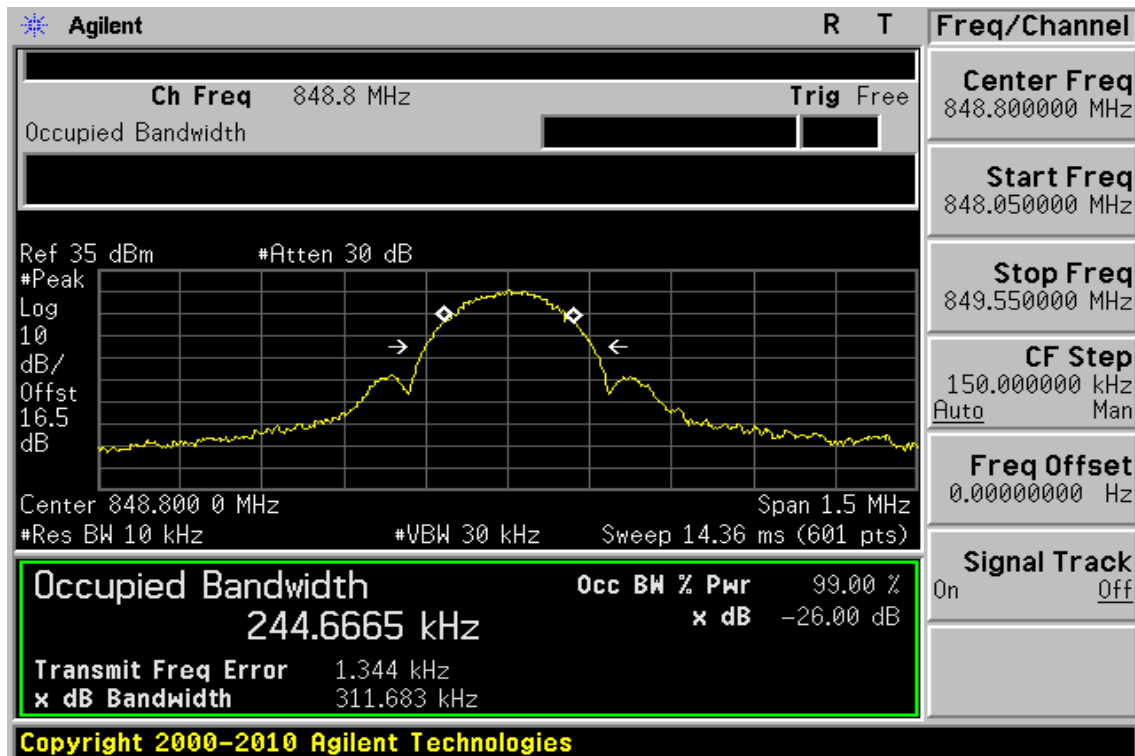 Agilent R T
Freq/Channel
Ch Freq 848.8 MHz Trig Free
Occupied Bandwidth
Center Freq
848.800000 MHz
Start Freq
848.050000 MHz
Stop Freq
849.550000 MHz
CF Step
150.000000 kHz
Auto Man
Freq Offset
0.00000000 Hz
Signal Track
On Off
Ref 35 dBm #Atten 30 dB
#Peak
Log
10
dB/
Offst
16.5
dB
Center 848.800 0 MHz Span 1.5 MHz
#Res BW 10 kHz #VBW 30 kHz Sweep 14.36 ms (601 pts)
Occupied Bandwidth
244.6665 kHz
Occ BW % Pwr 99.00 %
x dB -26.00 dB
Transmit Freq Error 1.344 kHz
x dB Bandwidth 311.683 kHz
Copyright 2000-2010 Agilent Technologies